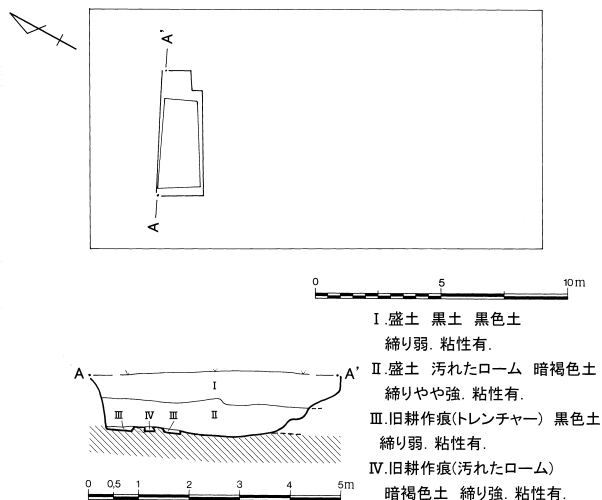 A'
A
0 5 10m
Ⅰ.盛土 黒土 黒色土
締り弱. 粘性有.
Ⅱ.盛土 汚れたローム 暗褐色土
締りやや強. 粘性有.
Ⅲ.旧耕作痕(トレンチャー) 黒色土
締り弱. 粘性有.
Ⅳ.旧耕作痕(汚れたローム)
暗褐色土 締り強. 粘性有.
A A'
Ⅰ
Ⅲ Ⅳ Ⅲ Ⅱ
0 0.5 1 2 3 4 5m